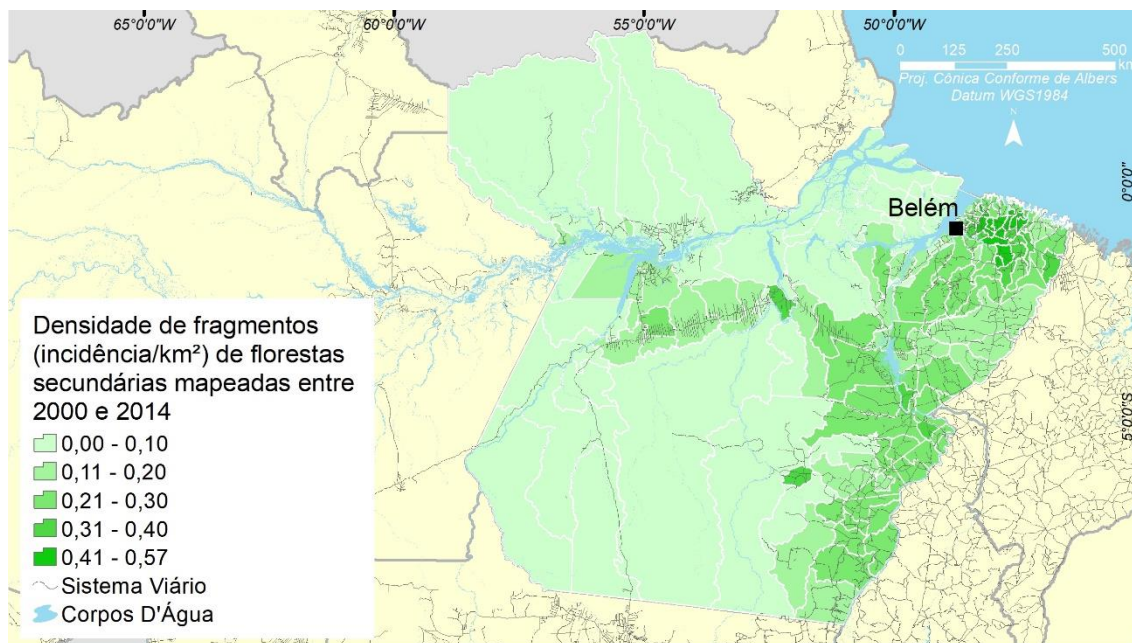 65°0'0"W
60°0'0"W
55°0'0"W
50°0'0"W
0 125 250 500
km
Proj. Cônica Conforme de Albers
Datum WGS1984
N
0°0'0"
Belém
5°0'0"S
Densidade de fragmentos
(incidência/km²) de florestas
secundárias mapeadas entre
2000 e 2014
0,00 - 0,10
0,11 - 0,20
0,21 - 0,30
0,31 - 0,40
0,41 - 0,57
Sistema Viário
Corpos D'Água